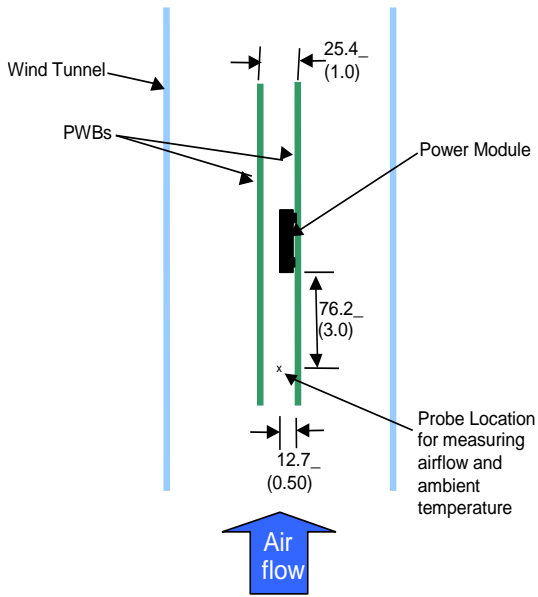 25.4_
(1.0)
Wind Tunnel
PWBs
Power Module
76.2_
(3.0)
x
Probe Location
for measuring
airflow and
ambient
temperature
12.7_
(0.50)
Air
flow